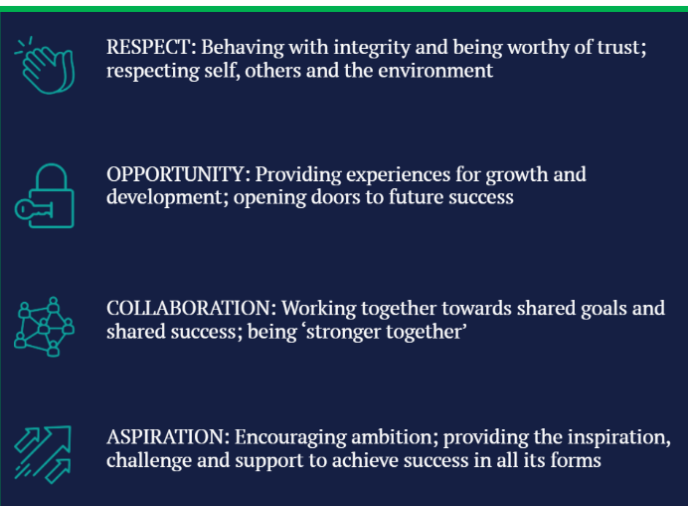 RESPECT: Behaving with integrity and being worthy of trust;
respecting self, others and the environment
OPPORTUNITY: Providing experiences for growth and
development; opening doors to future success
COLLABORATION: Working together towards shared goals and
shared success; being ‘stronger together’
ASPIRATION: Encouraging ambition; providing the inspiration,
challenge and support to achieve success in all its forms